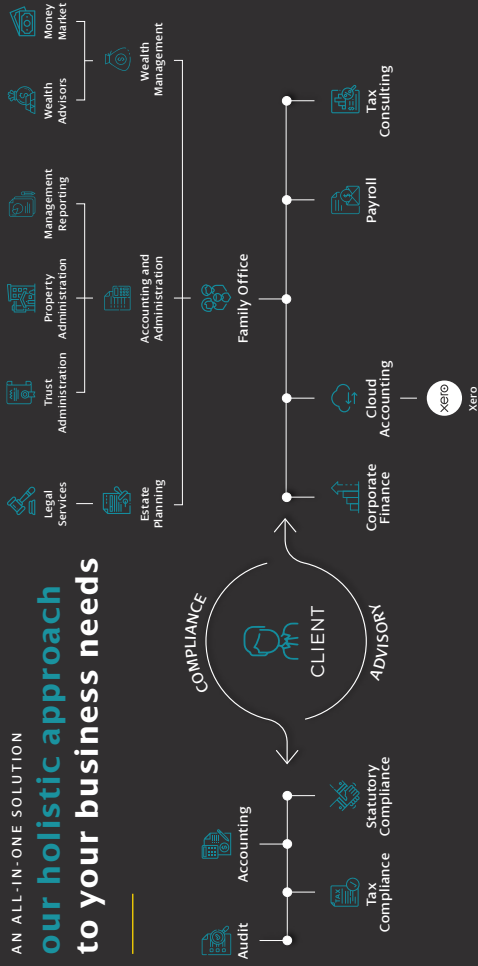 AN ALL-IN-ONE SOLUTION
our holistic approach
to your business needs
Audit
Accounting
Tax
Compliance
Statutory
Compliance
COMPLIANCE
CLIENT
ADVISORY
Legal
Services
Estate
Planning
Trust
Administration
Property
Administration
Management
Reporting
Accounting and
Administration
Wealth
Advisors
Money
Market
Wealth
Management
Family Office
Corporate
Finance
Cloud
Accounting
xero
Xero
Payroll
Tax
Consulting
TAX